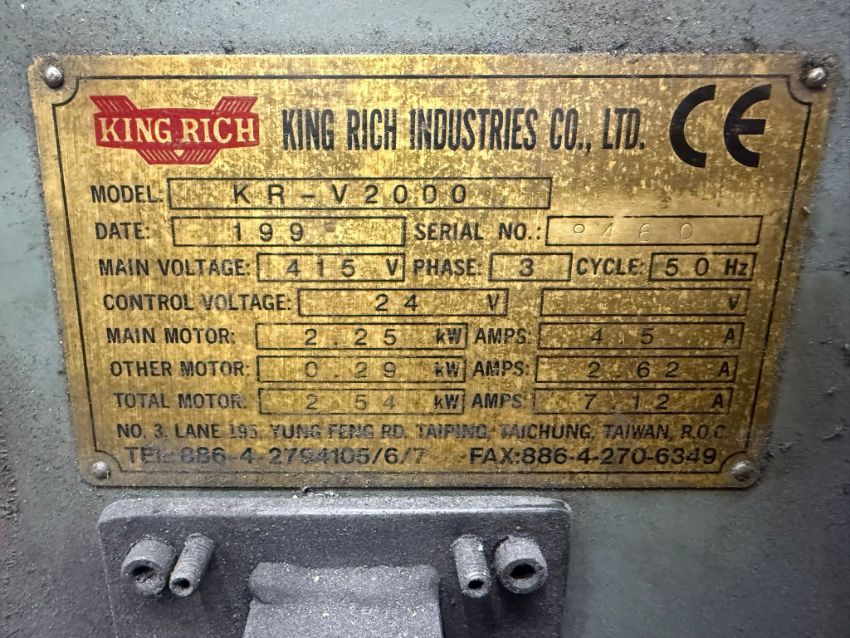 KING RICH KING RICH INDUSTRIES CO., LTD. CE
MODEL: KR-V2000
DATE: 199 SERIAL NO.: 8460
MAIN VOLTAGE: 415 V PHASE: 3 CYCLE: 50 Hz
CONTROL VOLTAGE: 24 V V
MAIN MOTOR: 2.25 kW AMPS: 4.5 A
OTHER MOTOR: 0.29 kW AMPS: 2.62 A
TOTAL MOTOR: 2.54 kW AMPS: 7.12 A
NO. 3, LANE 195, YUNG FENG RD. TAIPING, TAICHUNG, TAIWAN, R.O.C.
TEL:886-4-2794105/6/7 FAX:886-4-270-6349